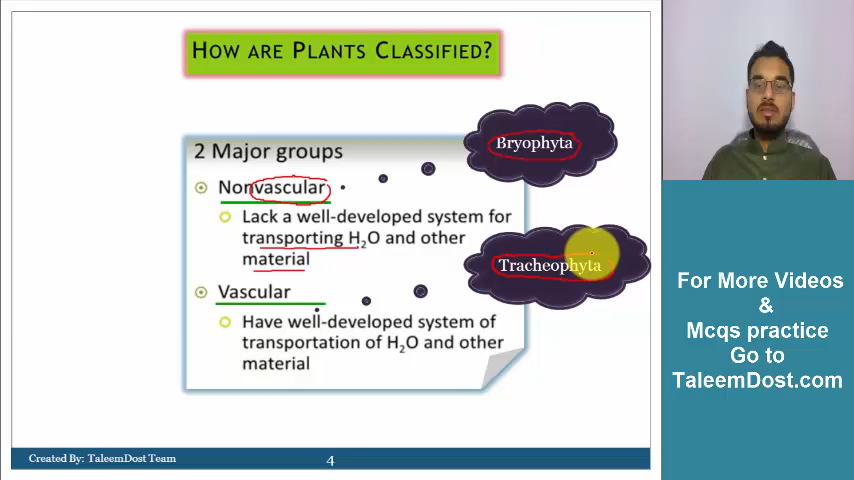 HOW ARE PLANTS CLASSIFIED?
Bryophyta
2 Major groups
Nonvascular
Lack a well-developed system for
transporting H₂O and other
material
Tracheophyta
Vascular
Have well-developed system of
transportation of H₂O and other
material
For More Videos
&
Mcqs practice
Go to
TaleemDost.com
Created By: TaleemDost Team
4